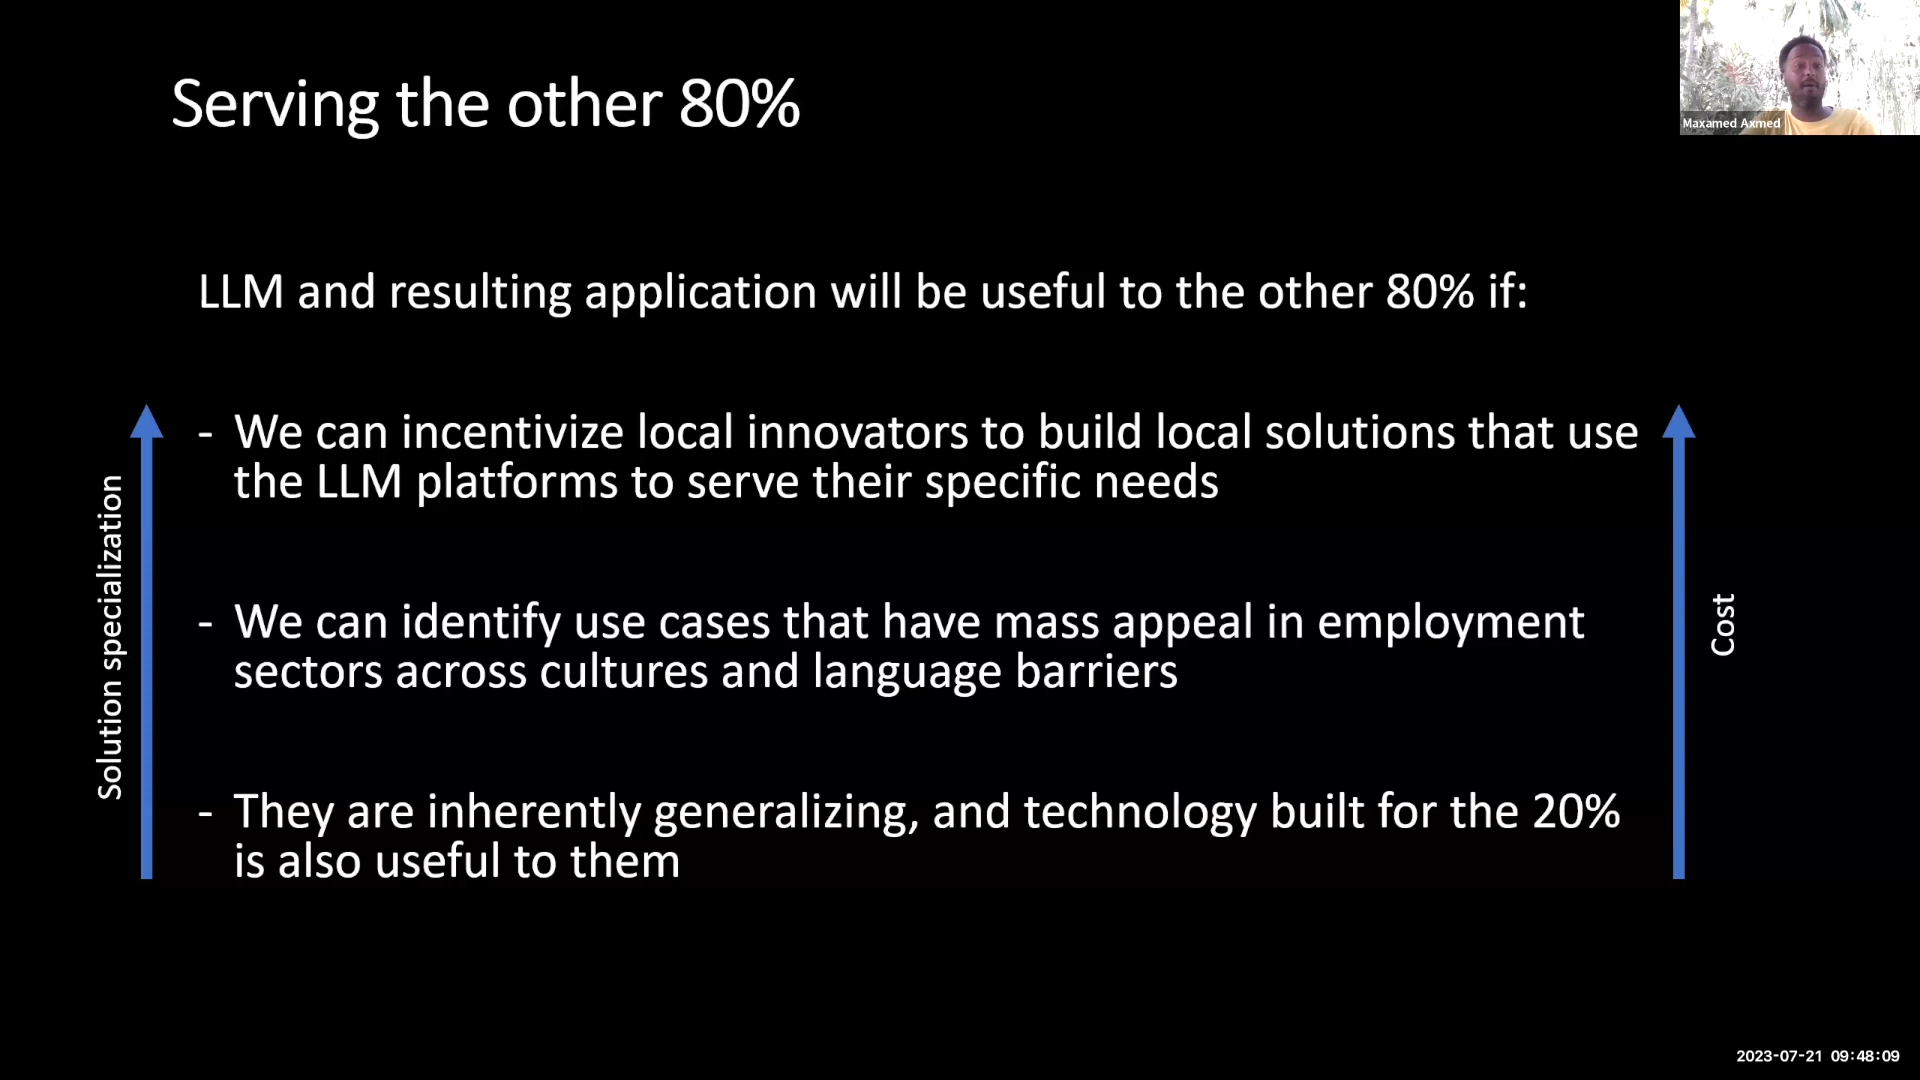 Serving the other 80%
Maxamed Axmed
LLM and resulting application will be useful to the other 80% if:
- We can incentivize local innovators to build local solutions that use
the LLM platforms to serve their specific needs
- We can identify use cases that have mass appeal in employment
sectors across cultures and language barriers
- They are inherently generalizing, and technology built for the 20%
is also useful to them
Solution specialization
Cost
2023-07-21 09:48:09